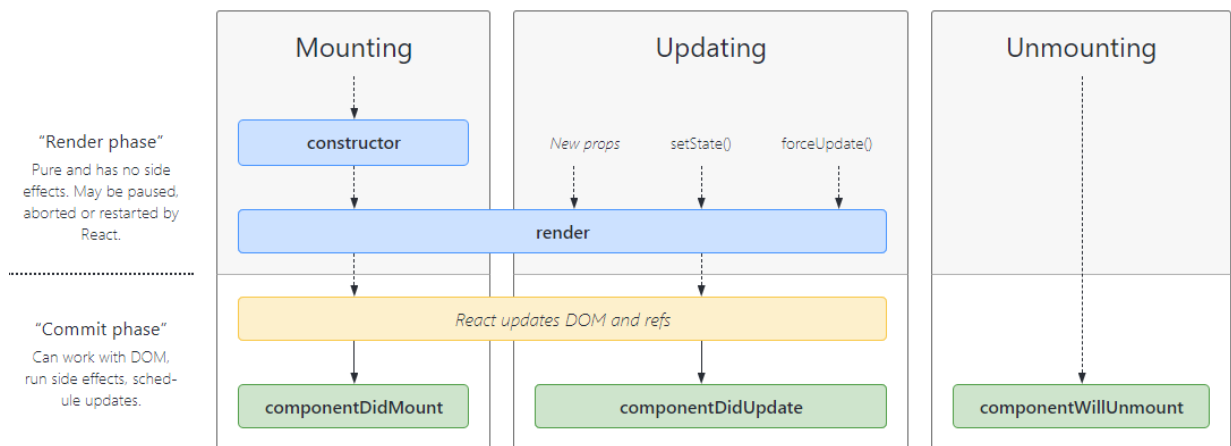 Mounting
Updating
Unmounting
“Render phase”
Pure and has no side
effects. May be paused,
aborted or restarted by
React.
constructor
New props
setState()
forceUpdate()
render
“Commit phase”
Can work with DOM,
run side effects, sched-
ule updates.
React updates DOM and refs
componentDidMount
componentDidUpdate
componentWillUnmount